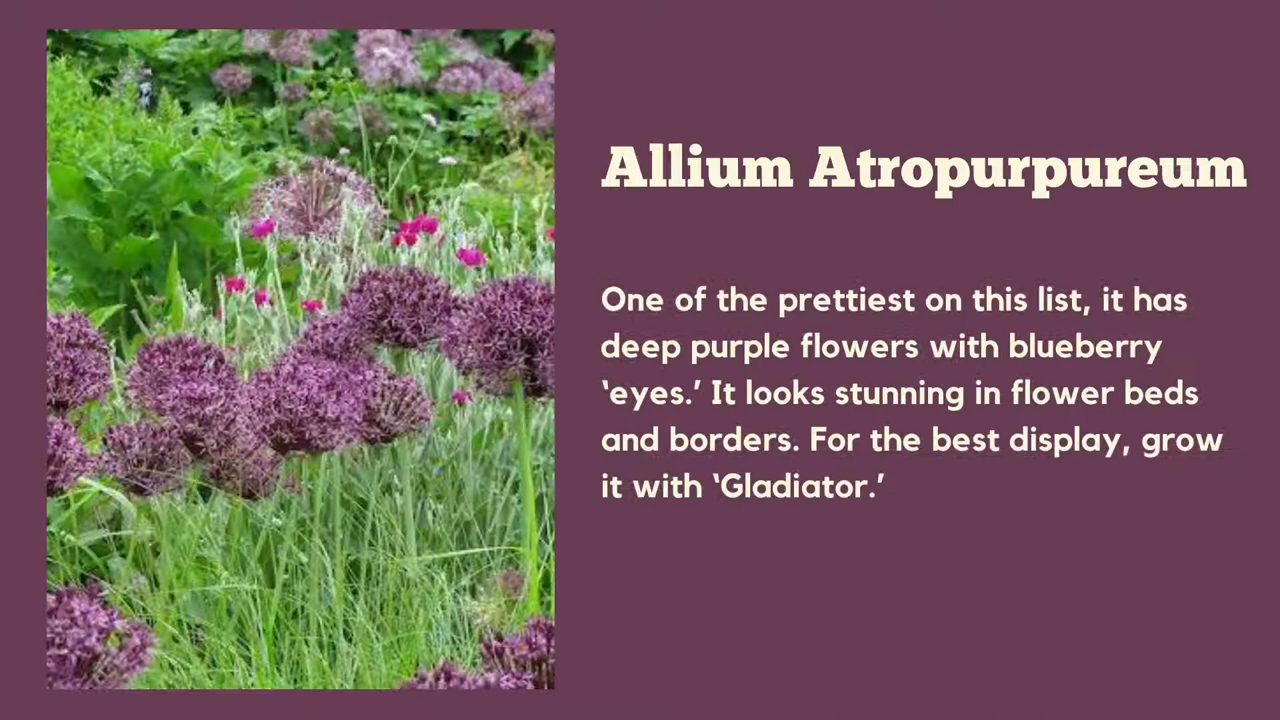 Allium Atropurpureum
One of the prettiest on this list, it has
deep purple flowers with blueberry
‘eyes.’ It looks stunning in flower beds
and borders. For the best display, grow
it with ‘Gladiator.’